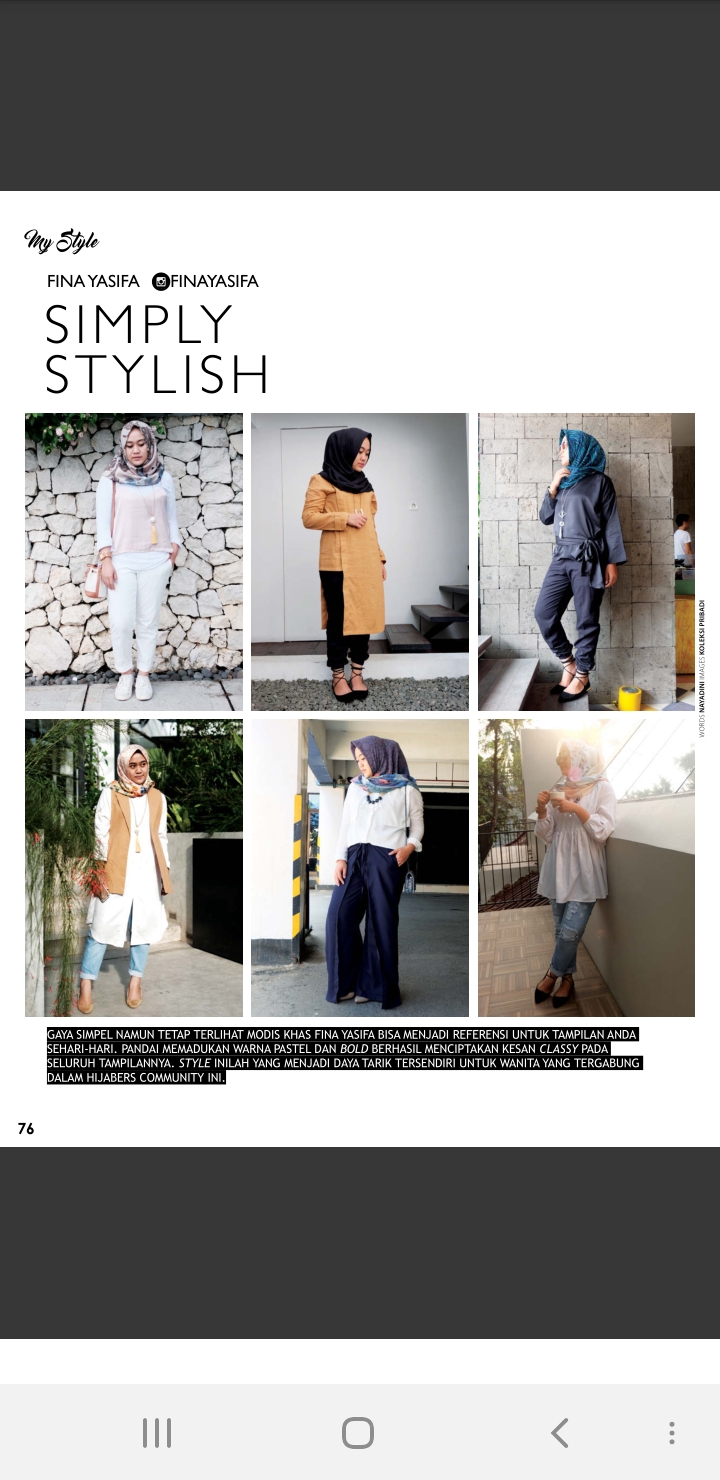 My Style
FINA YASIFA FINAYASIFA
SIMPLY
STYLISH
WORDS NAYADINI IMAGES KOLEKSI PRIBADI
GAYA SIMPEL NAMUN TETAP TERLIHAT MODIS KHAS FINA YASIFA BISA MENJADI REFERENSI UNTUK TAMPILAN ANDA
SEHARI-HARI. PANDAI MEMADUKAN WARNA PASTEL DAN BOLD BERHASIL MENCIPTAKAN KESAN CLASSY PADA
SELURUH TAMPILANNYA. STYLE INILAH YANG MENJADI DAYA TARIK TERSENDIRI UNTUK WANITA YANG TERGABUNG
DALAM HIJABERS COMMUNITY INI.
76